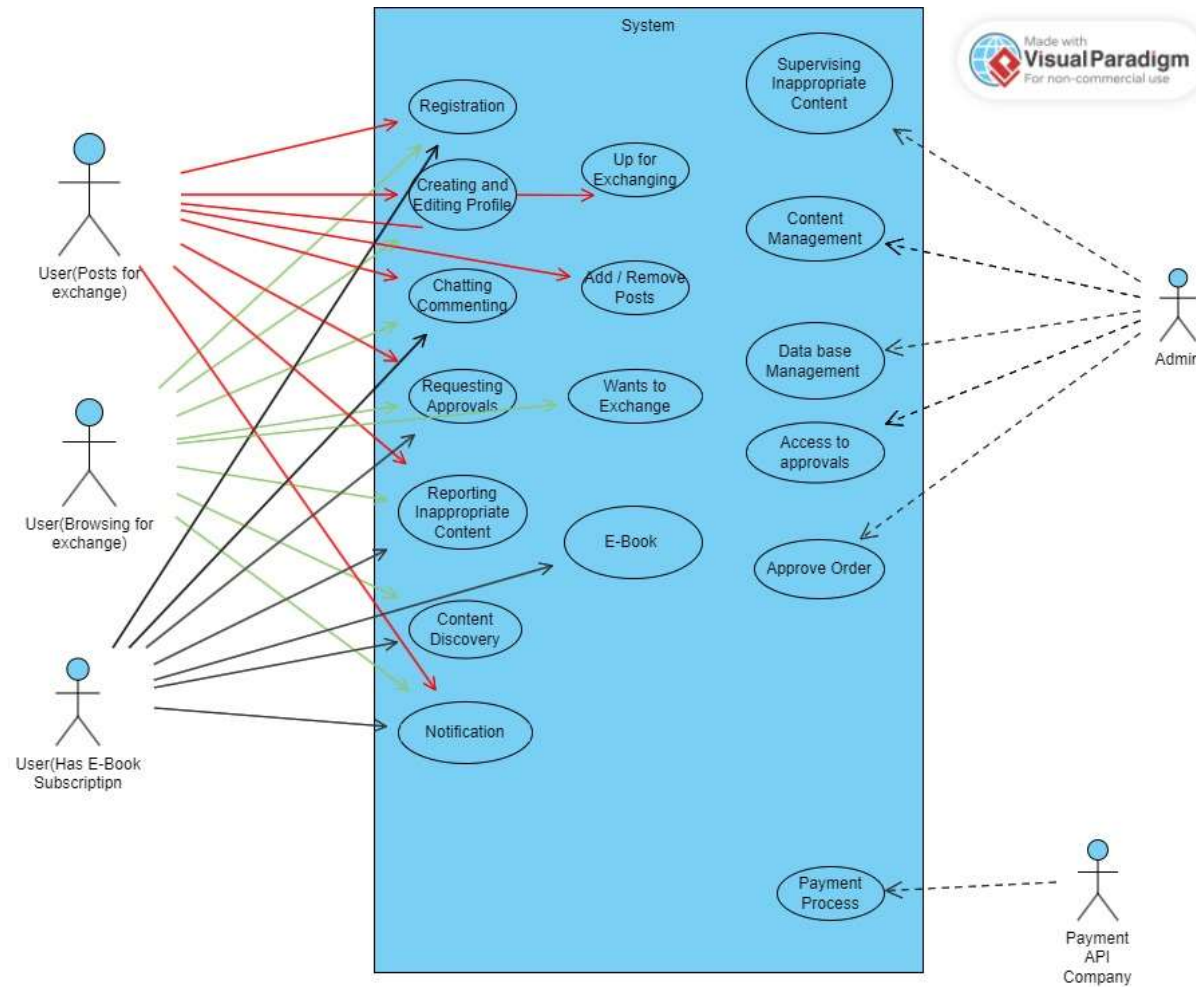 System
Made with
Visual Paradigm
For non-commercial use
Supervising
Inappropriate
Content
Registration
Up for
Exchanging
Creating and
Editing Profile
User(Posts for
exchange)
Content
Management
Chatting
Commenting
Add / Remove
Posts
Admin
Data base
Management
Requesting
Approvals
Wants to
Exchange
Access to
approvals
User(Browsing for
exchange)
Reporting
Inappropriate
Content
E-Book
Approve Order
Content
Discovery
Notification
User(Has E-Book
Subscriptipn
Payment
Process
Payment
API
Company